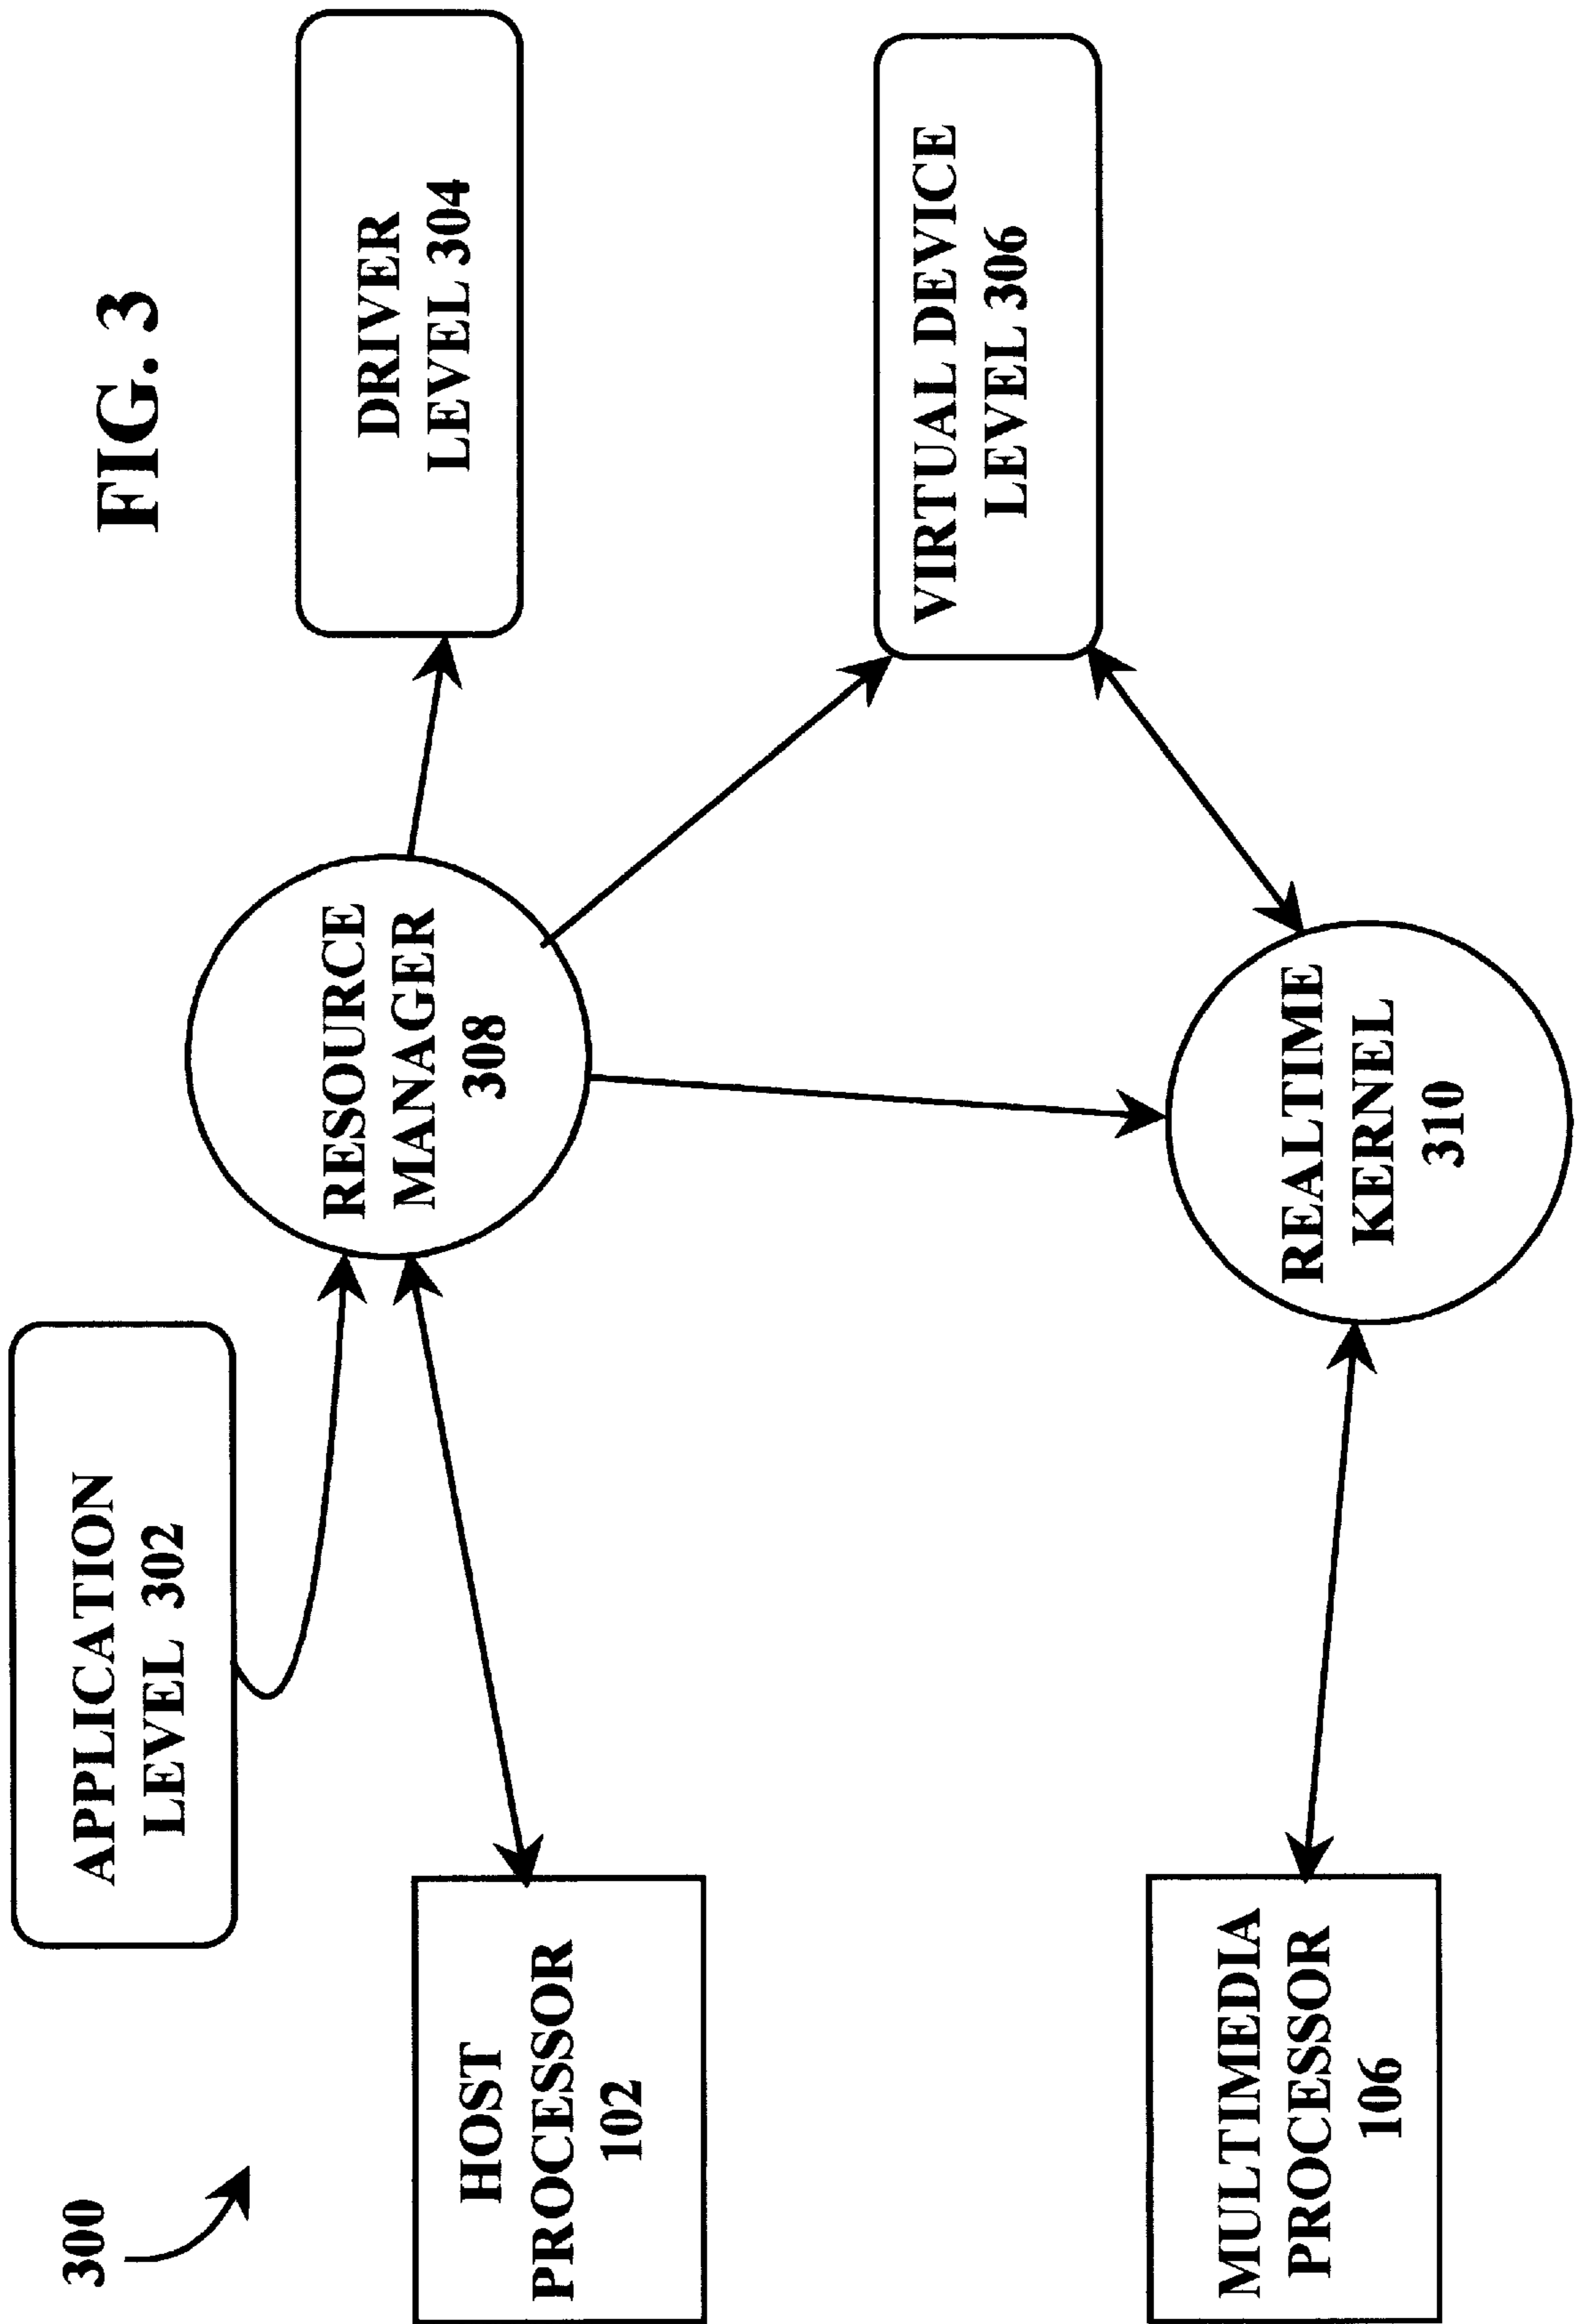 FIG. 3
300
APPLICATION
LEVEL 302
DRIVER
LEVEL 304
HOST
PROCESSOR
102
RESOURCE
MANAGER
308
VIRTUAL DEVICE
LEVEL 306
MULTIMEDIA
PROCESSOR
106
REALTIME
KERNEL
310